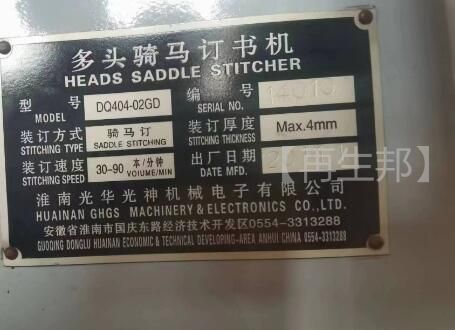 多头骑马订书机
HEADS SADDLE STITCHER
型 号 DQ404-02GD 编 号 14010
MODEL SERIAL NO.
装订方式 骑马订 装订厚度 Max.4mm
STITCHING TYPE SADDLE STITCHING STITCHING THICKNESS
装订速度 30-90 本/分钟 出厂日期
STITCHING SPEED VOIUME/MIN DATE MFD.
【再生邦】
淮南光华光神机械电子有限公司
HUAINAN GHGS MACHINERY & ELECTRONICS CO.,LTD.
安徽省淮南市国庆东路经济技术开发区0554-3313288
GUOQING DONGLU HUAINAN ECONOMIC & TECHNICAL DEVELOPING-AREA ANHUI CHINA 0554-3313288